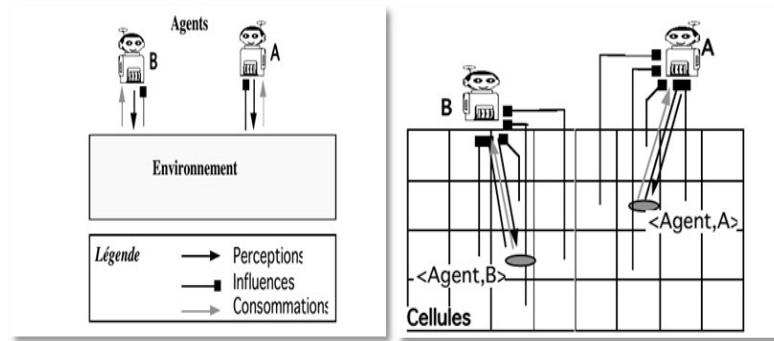 Agents
B
A
Environnement
Légende
Perceptions
Influences
Consommations
A
B
<Agent,A>
<Agent,B>
Cellules